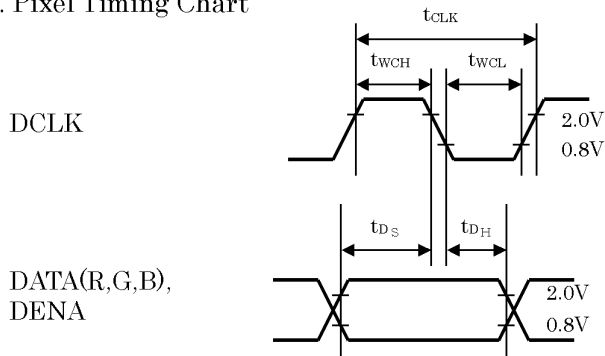 . Pixel Timing Chart
tCLK
tWCH
tWCL
DCLK
2.0V
0.8V
tDS
tDH
DATA(R,G,B),
DENA
2.0V
0.8V